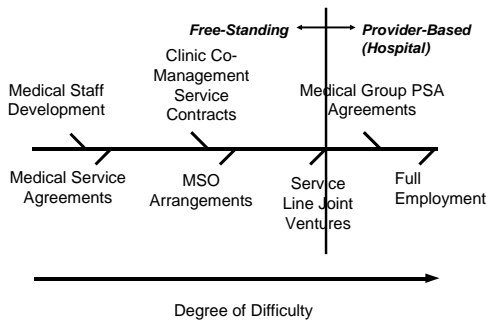 Free-Standing
Provider-Based
(Hospital)
Clinic Co-
Management
Service
Contracts
Medical Staff
Development
Medical Group PSA
Agreements
Medical Service
Agreements
MSO
Arrangements
Service
Line Joint
Ventures
Full
Employment
Degree of Difficulty